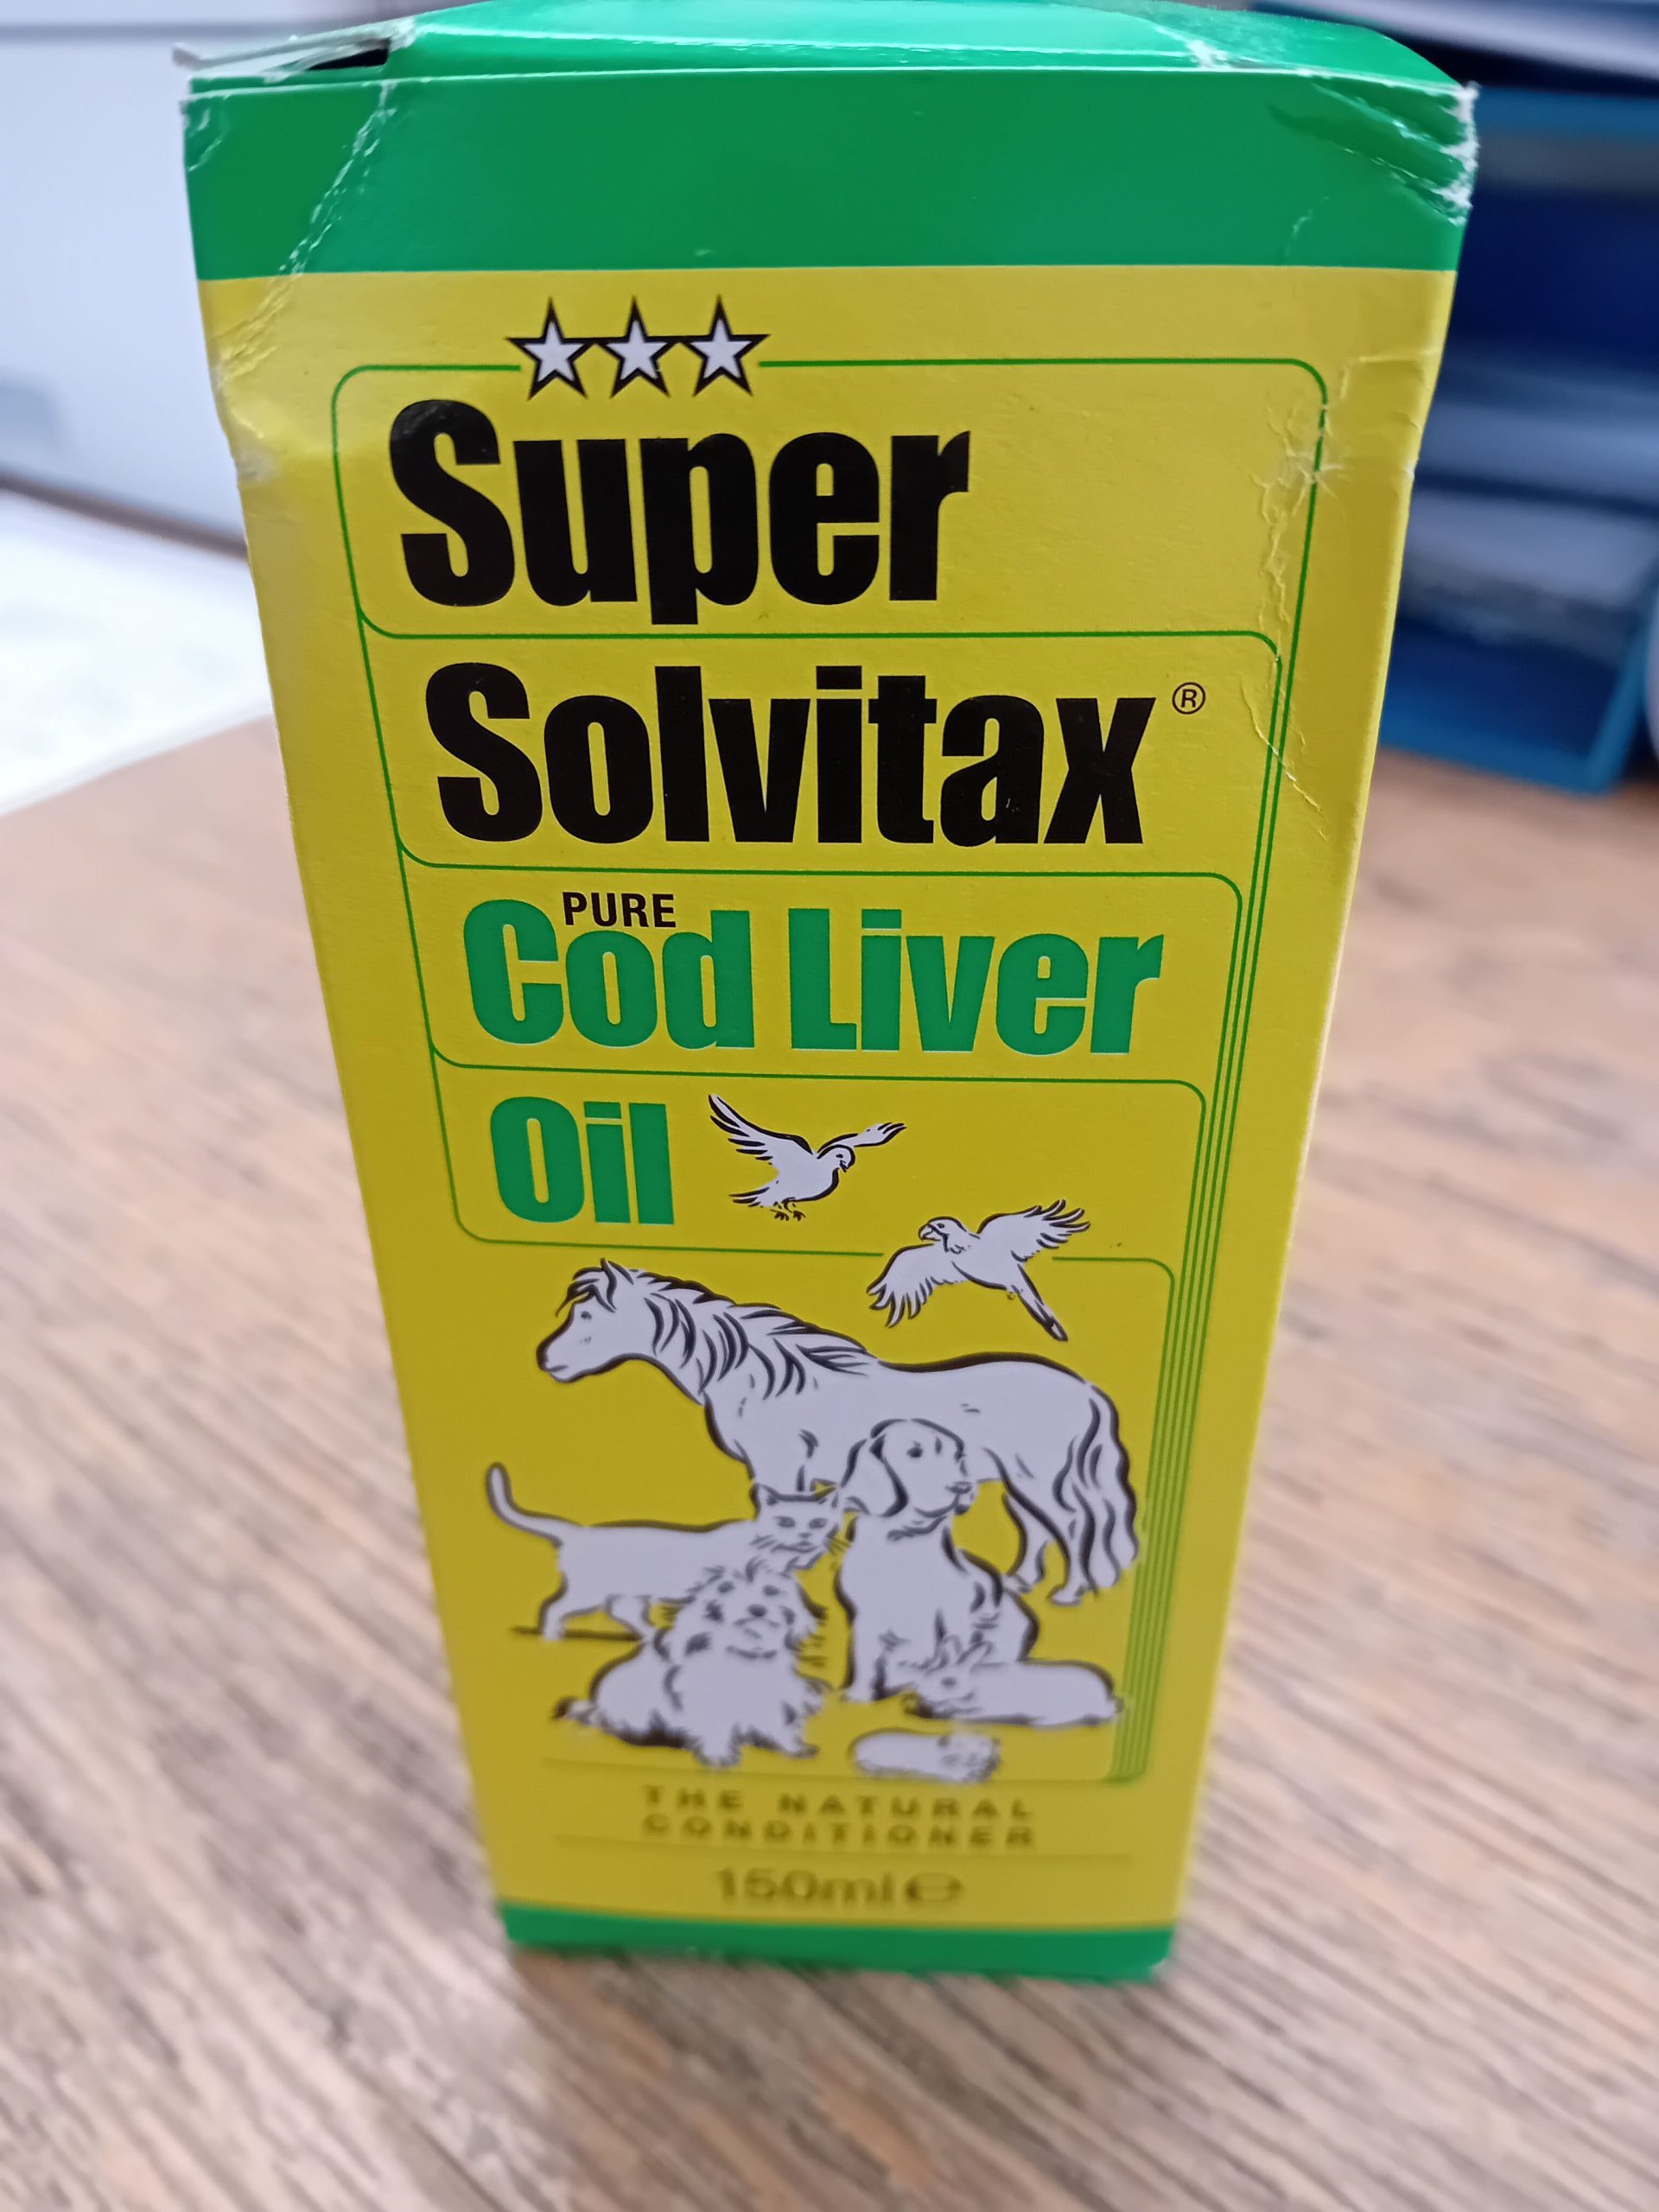 Super
Solvitax®
PURE
Cod Liver
Oil
THE NATURAL
CONDITIONER
150ml ℮